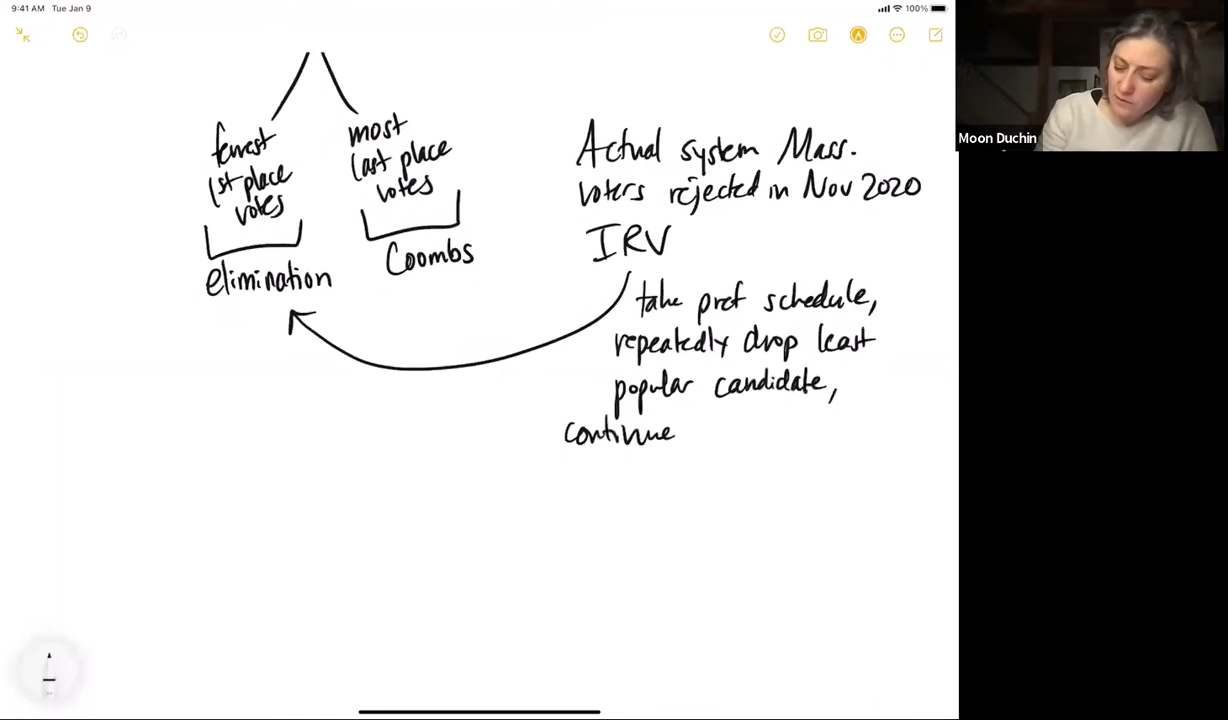 9:41 AM Tue Jan 9
100%
fewest
1st place
votes
elimination
most
last place
votes
Coombs
Actual system Mass.
voters rejected in Nov 2020
IRV
take pref schedule,
repeatedly drop least
popular candidate,
continue
Moon Duchin